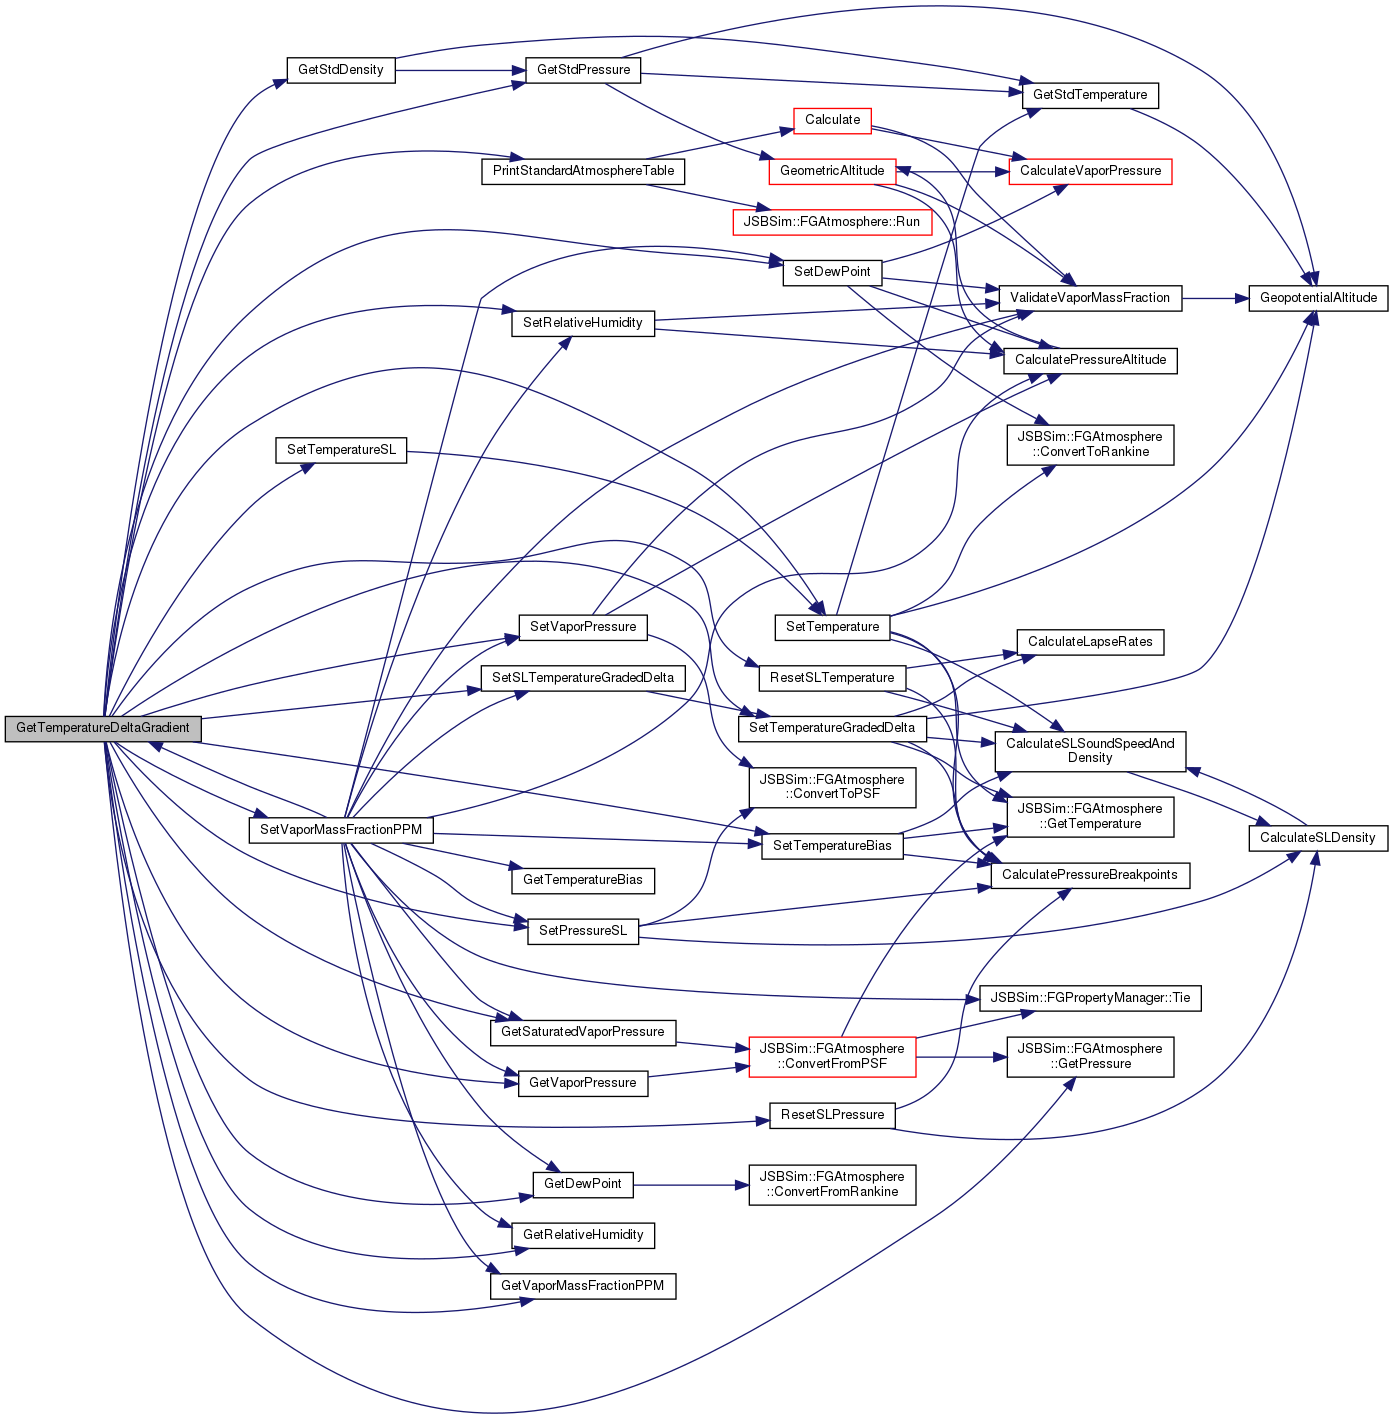 GetStdDensity
GetStdPressure
GetStdTemperature
Calculate
PrintStandardAtmosphereTable
GeometricAltitude
CalculateVaporPressure
JSBSim::FGAtmosphere::Run
SetDewPoint
ValidateVaporMassFraction
GeopotentialAltitude
SetRelativeHumidity
CalculatePressureAltitude
SetTemperatureSL
JSBSim::FGAtmosphere
::ConvertToRankine
SetVaporPressure
SetTemperature
CalculateLapseRates
SetSLTemperatureGradedDelta
ResetSLTemperature
GetTemperatureDeltaGradient
SetTemperatureGradedDelta
CalculateSLSoundSpeedAnd
Density
JSBSim::FGAtmosphere
::ConvertToPSF
JSBSim::FGAtmosphere
::GetTemperature
SetVaporMassFractionPPM
SetTemperatureBias
CalculateSLDensity
GetTemperatureBias
CalculatePressureBreakpoints
SetPressureSL
JSBSim::FGPropertyManager::Tie
GetSaturatedVaporPressure
JSBSim::FGAtmosphere
::ConvertFromPSF
JSBSim::FGAtmosphere
::GetPressure
GetVaporPressure
ResetSLPressure
GetDewPoint
JSBSim::FGAtmosphere
::ConvertFromRankine
GetRelativeHumidity
GetVaporMassFractionPPM